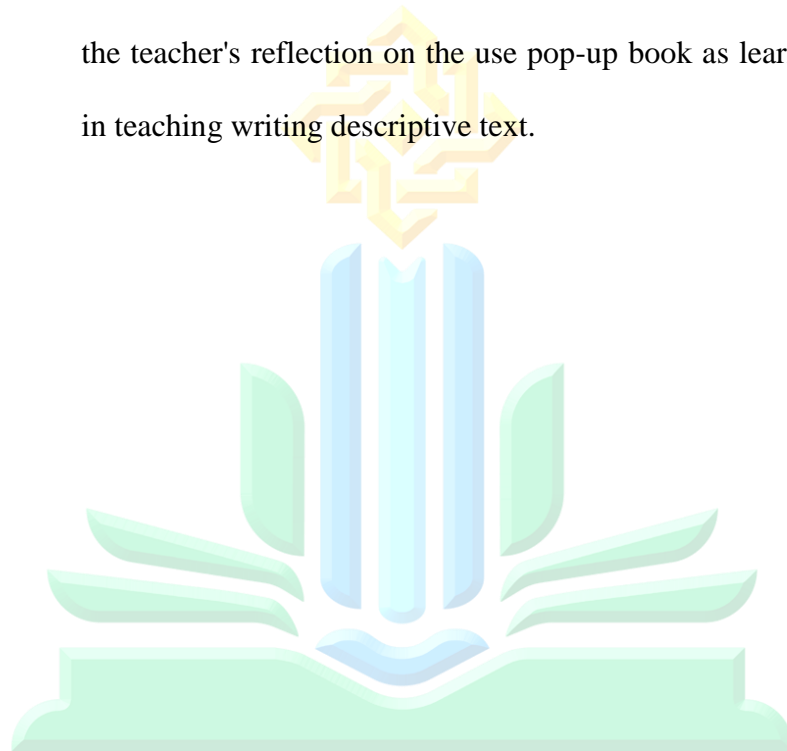 the teacher's reflection on the use pop-up book as lear
in teaching writing descriptive text.